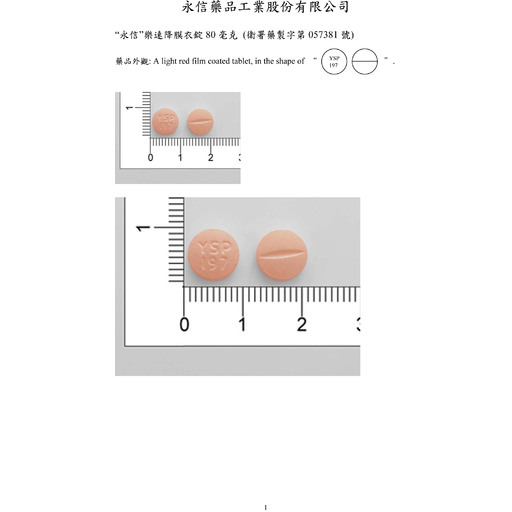 永信藥品工業股份有限公司
“永信”樂速降膜衣錠 80 毫克 (衛署藥製字第 057381 號)
藥品外觀: A light red film coated tablet, in the shape of “ YSP 197 ” .
1
YSP
197
0 1 2 3
1
YSP
197
0 1 2 3
1